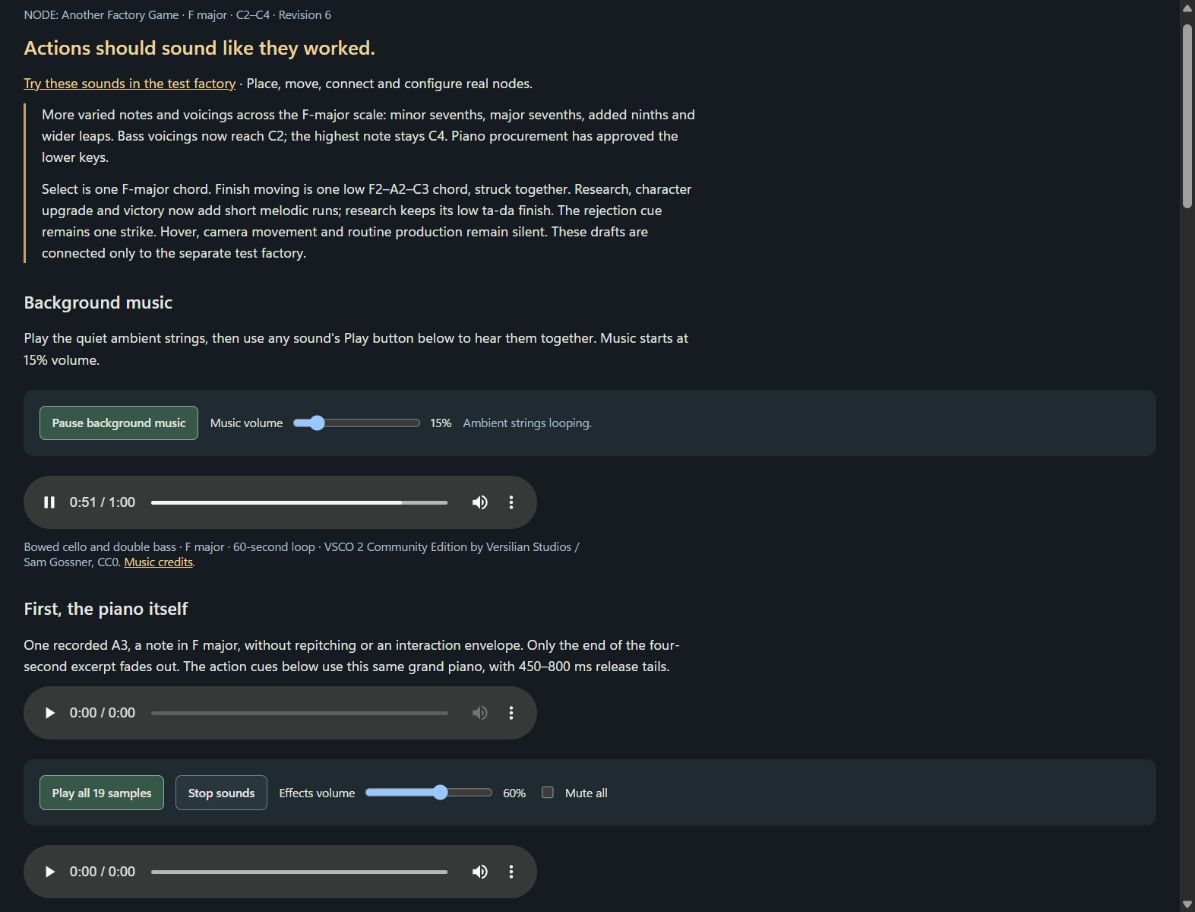 NODE: Another Factory Game · F major · C2–C4 · Revision 6
Actions should sound like they worked.
Try these sounds in the test factory · Place, move, connect and configure real nodes.
More varied notes and voicings across the F-major scale: minor sevenths, major sevenths, added ninths and
wider leaps. Bass voicings now reach C2; the highest note stays C4. Piano procurement has approved the
lower keys.
Select is one F-major chord. Finish moving is one low F2–A2–C3 chord, struck together. Research, character
upgrade and victory now add short melodic runs; research keeps its low ta-da finish. The rejection cue
remains one strike. Hover, camera movement and routine production remain silent. These drafts are
connected only to the separate test factory.
Background music
Play the quiet ambient strings, then use any sound's Play button below to hear them together. Music starts at
15% volume.
Pause background music Music volume 15% Ambient strings looping.
0:51 / 1:00
Bowed cello and double bass · F major · 60-second loop · VSCO 2 Community Edition by Versilian Studios /
Sam Gossner, CC0. Music credits.
First, the piano itself
One recorded A3, a note in F major, without repitching or an interaction envelope. Only the end of the four-
second excerpt fades out. The action cues below use this same grand piano, with 450–800 ms release tails.
0:00 / 0:00
Play all 19 samples Stop sounds Effects volume 60% Mute all
0:00 / 0:00